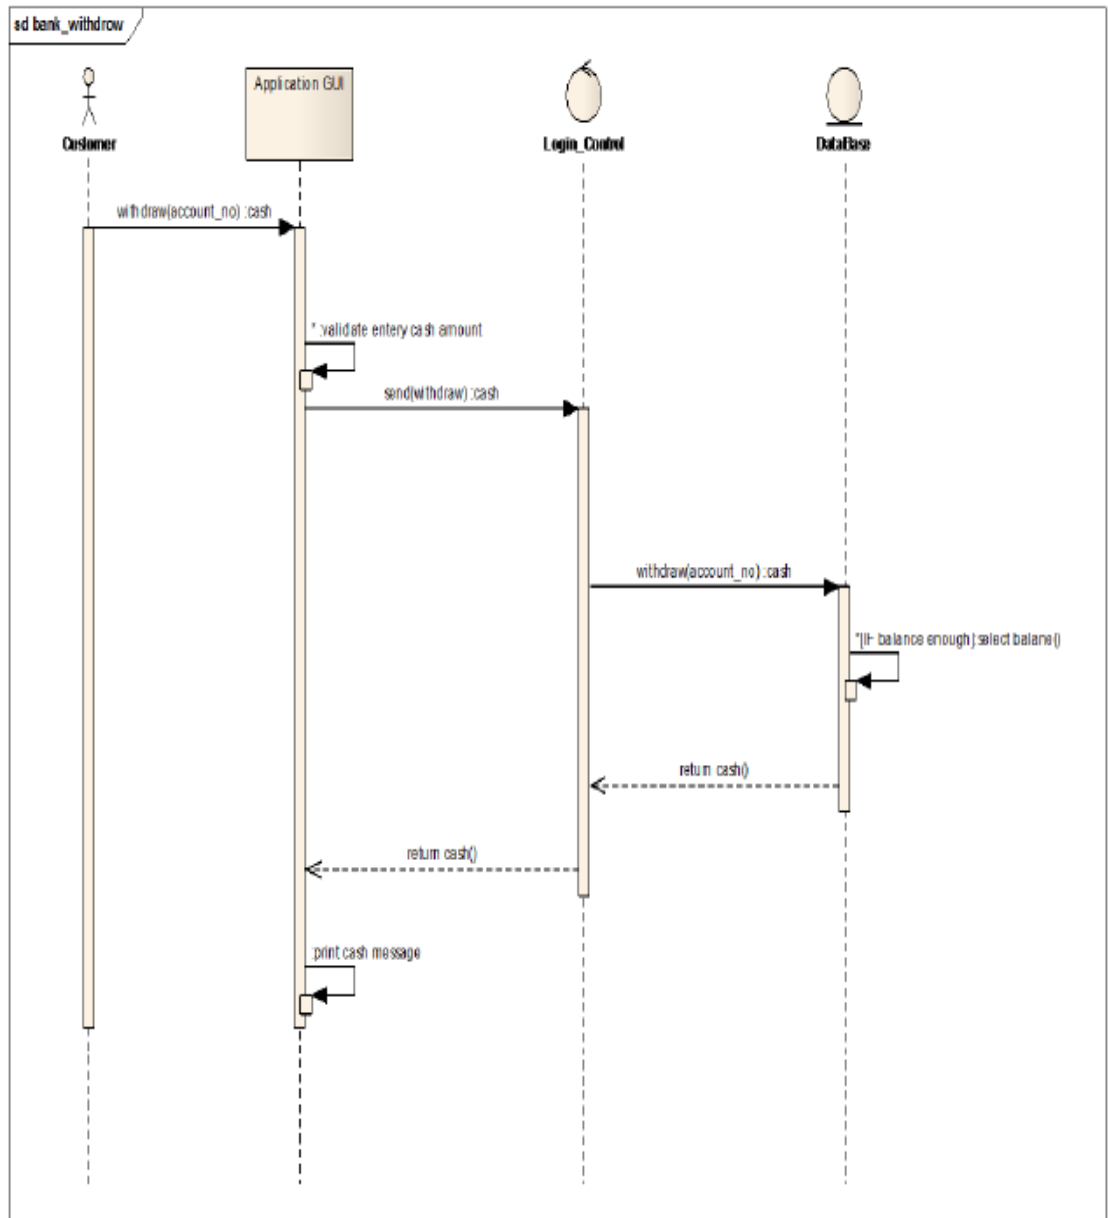 sd bank_withdrow
Customer
Application GUI
Login_Control
DataBase
withdraw(account_no) :cash
* :validate entery cash amount
send(withdraw) :cash
withdraw(account_no) :cash
*[IF balance enough]:select balane()
return cash()
return cash()
:print cash message